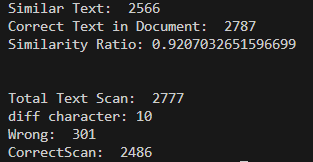 Similar Text:  2566
Correct Text in Document:  2787
Similarity Ratio: 0.9207032651596699
Total Text Scan:  2777
diff character: 10
Wrong:  301
CorrectScan:  2486